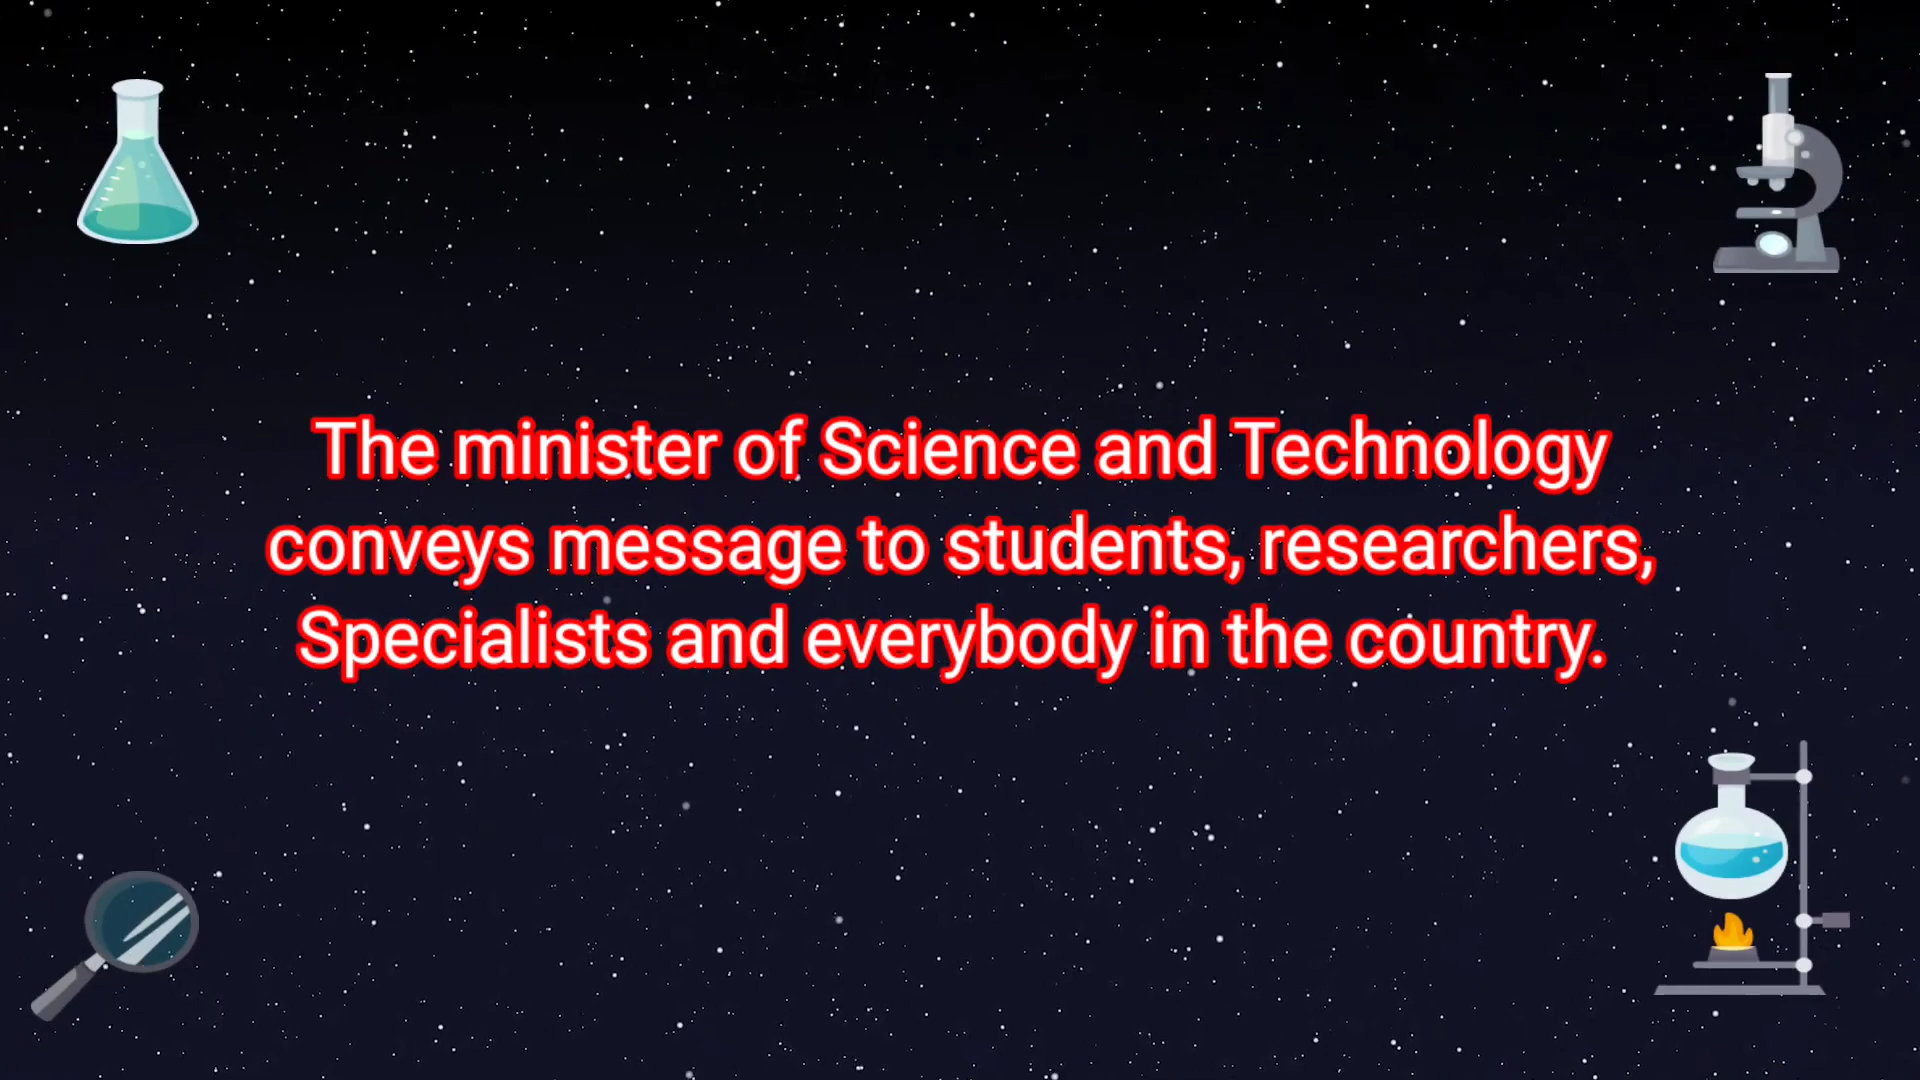 The minister of Science and Technology
conveys message to students, researchers,
Specialists and everybody in the country.